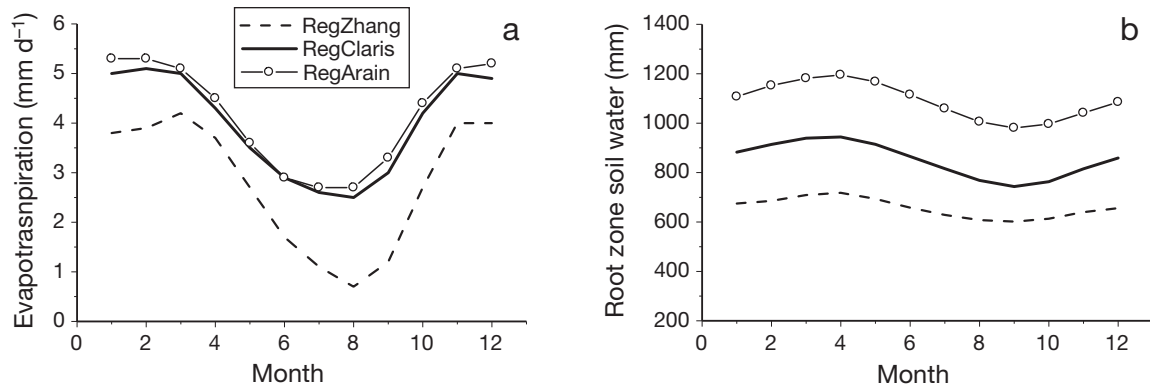 a
RegZhang
RegClaris
RegArain
Evapotrasnpiration (mm d⁻¹)
6
5
4
3
2
1
0
0 2 4 6 8 10 12
Month
b
Root zone soil water (mm)
1400
1200
1000
800
600
400
200
0 2 4 6 8 10 12
Month